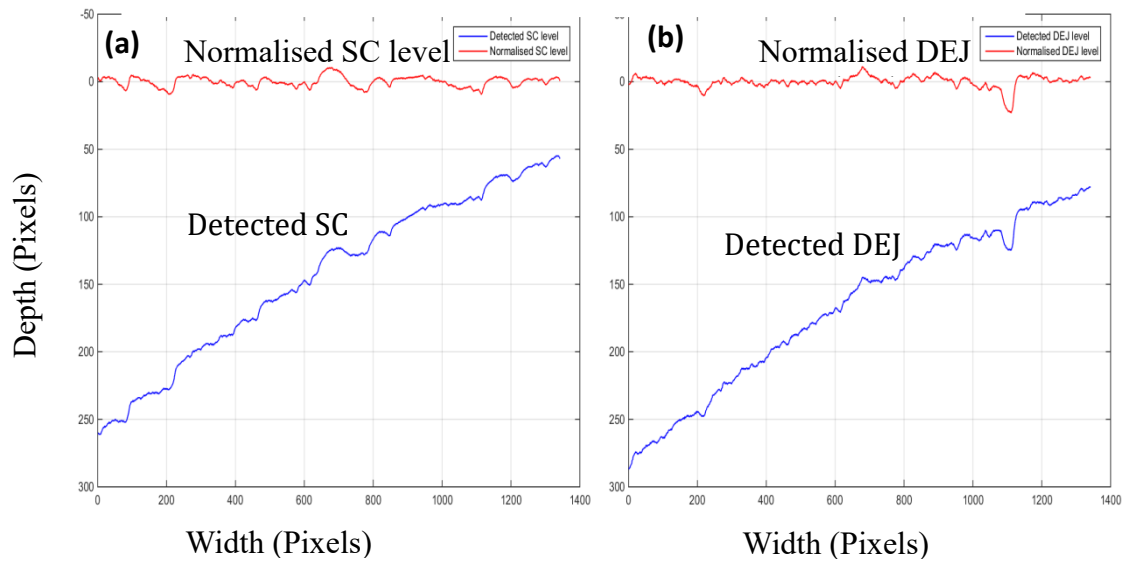 (a)
Normalised SC level
Detected SC level
Normalised SC level
Detected SC
-50
0
50
100
150
200
250
300
0 200 400 600 800 1000 1200 1400
Width (Pixels)
Depth (Pixels)
(b)
Normalised DEJ
Detected DEJ level
Normalised DEJ level
Detected DEJ
0
50
100
150
200
250
300
0 200 400 600 800 1000 1200 1400
Width (Pixels)